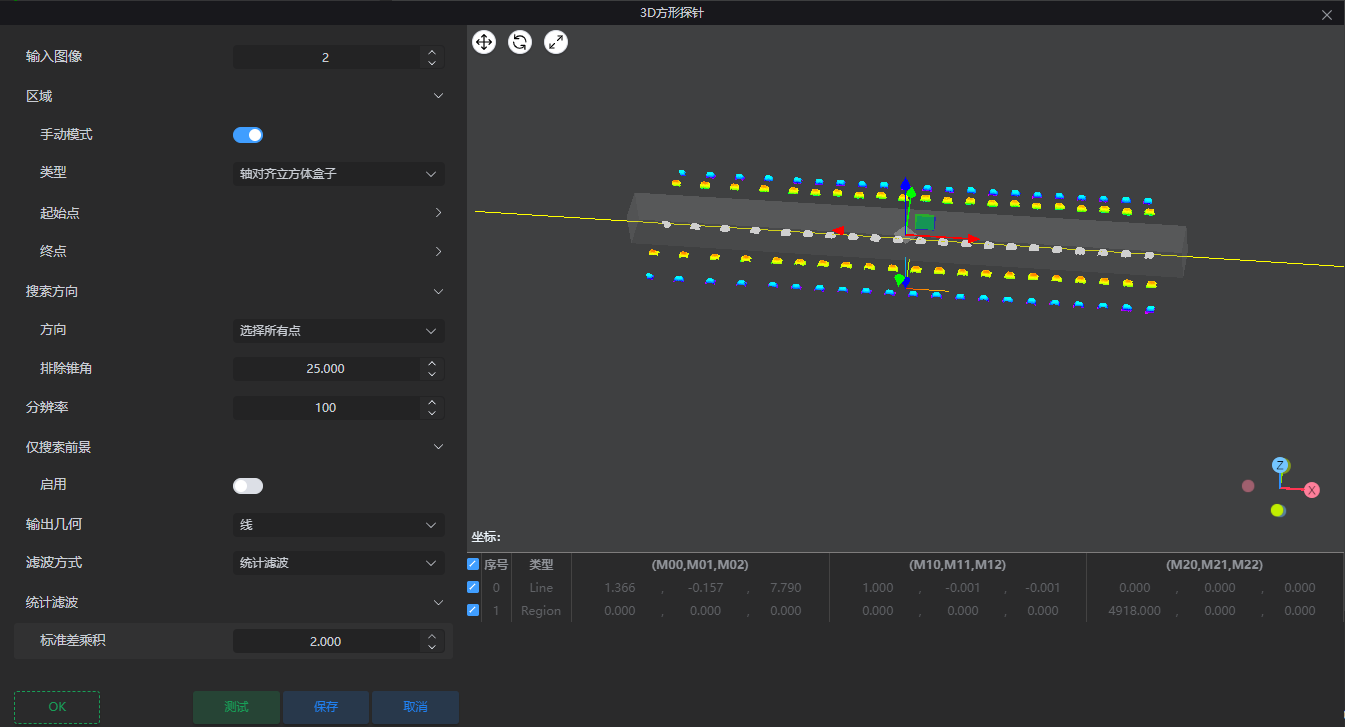 3D方形探针
输入图像 2
区域
手动模式
类型 轴对齐立方体盒子
起始点
终点
搜索方向
方向 选择所有点
排除锥角 25.000
分辨率 100
仅搜索前景
启用
输出几何 线
滤波方式 统计滤波
统计滤波
标准差乘积 2.000
OK 测试 保存 取消
Z
X
坐标:
序号 类型 (M00,M01,M02) (M10,M11,M12) (M20,M21,M22)
0 Line 1.366 , -0.157 , 7.790 1.000 , -0.001 , -0.001 0.000 , 0.000 , 0.000
1 Region 0.000 , 0.000 , 0.000 0.000 , 0.000 , 0.000 4918.000 , 0.000 , 0.000